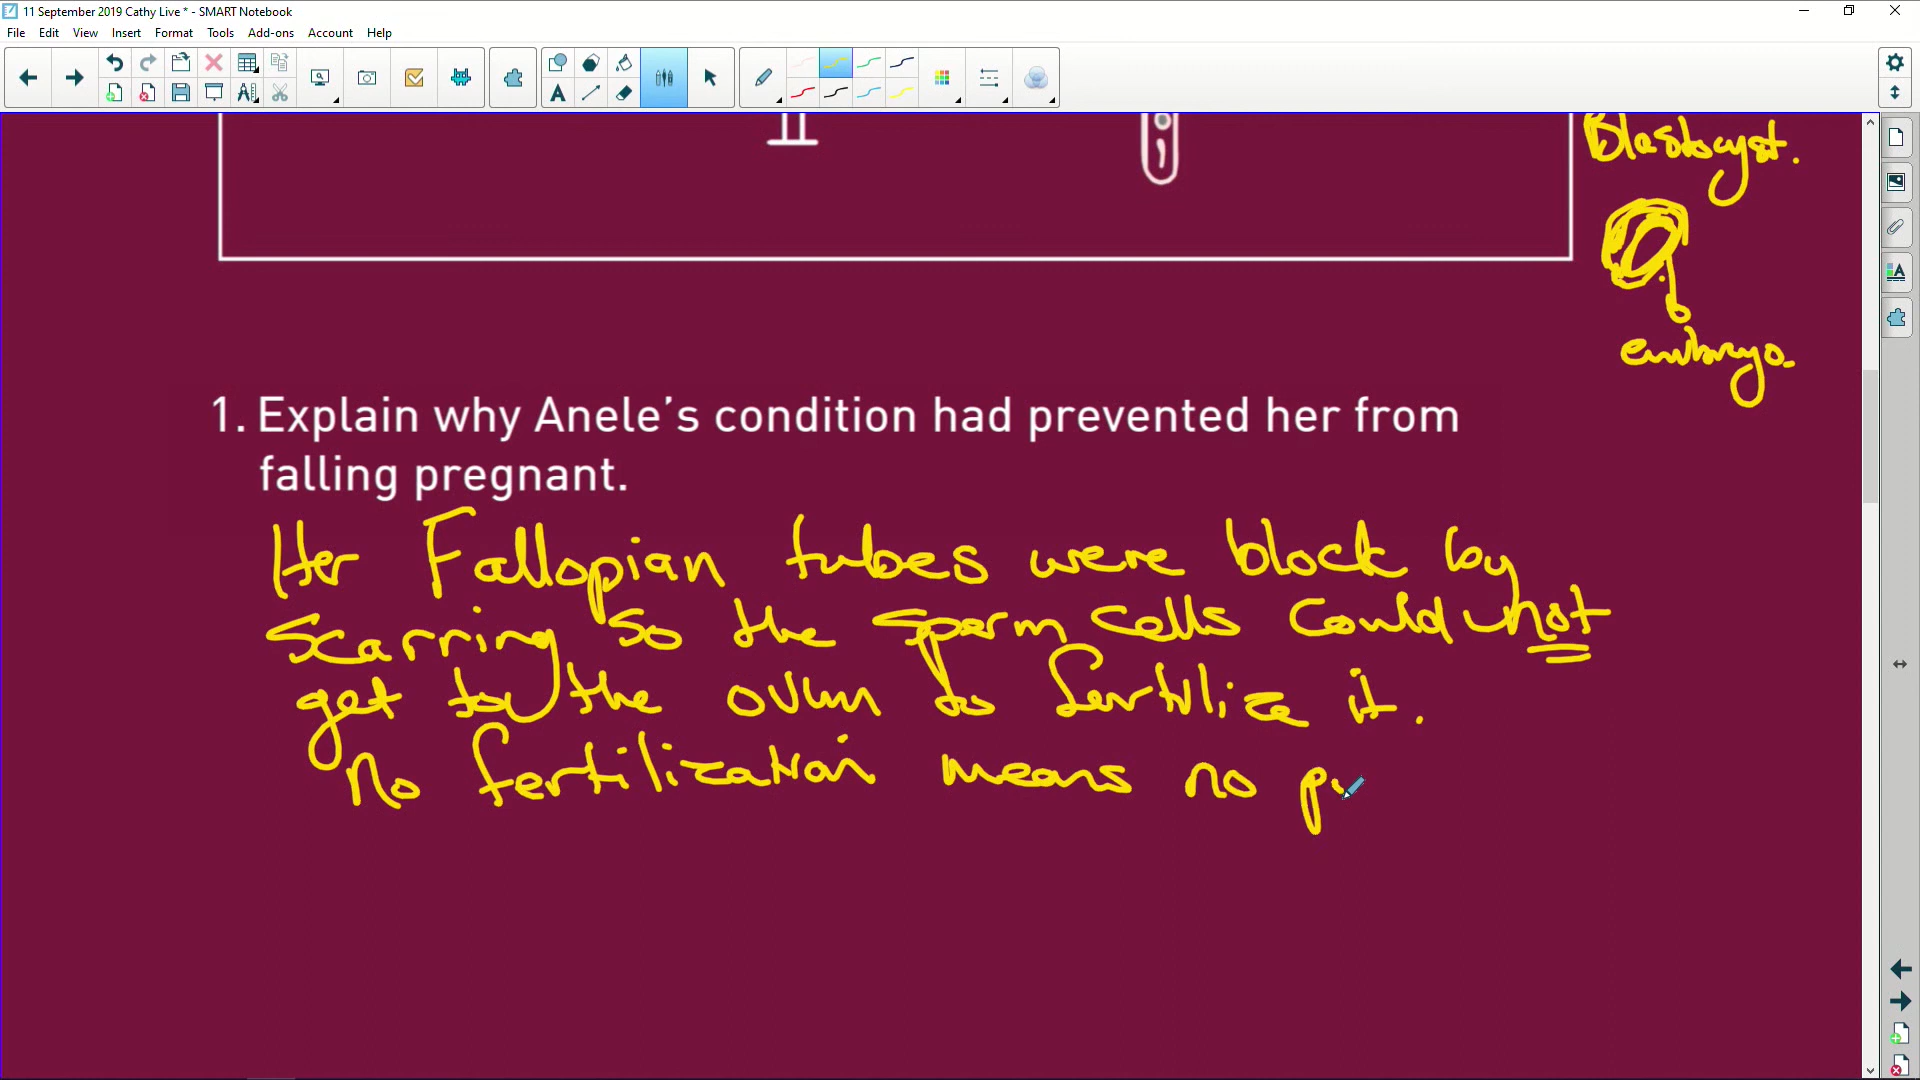 11 September 2019 Cathy Live * - SMART Notebook
File Edit View Insert Format Tools Add-ons Account Help
Blastocyst.
embryo.
1. Explain why Anele's condition had prevented her from
falling pregnant.
Her Fallopian tubes were block by
scarring so the sperm cells could not
get to the ovum to fertilize it.
No fertilization means no p